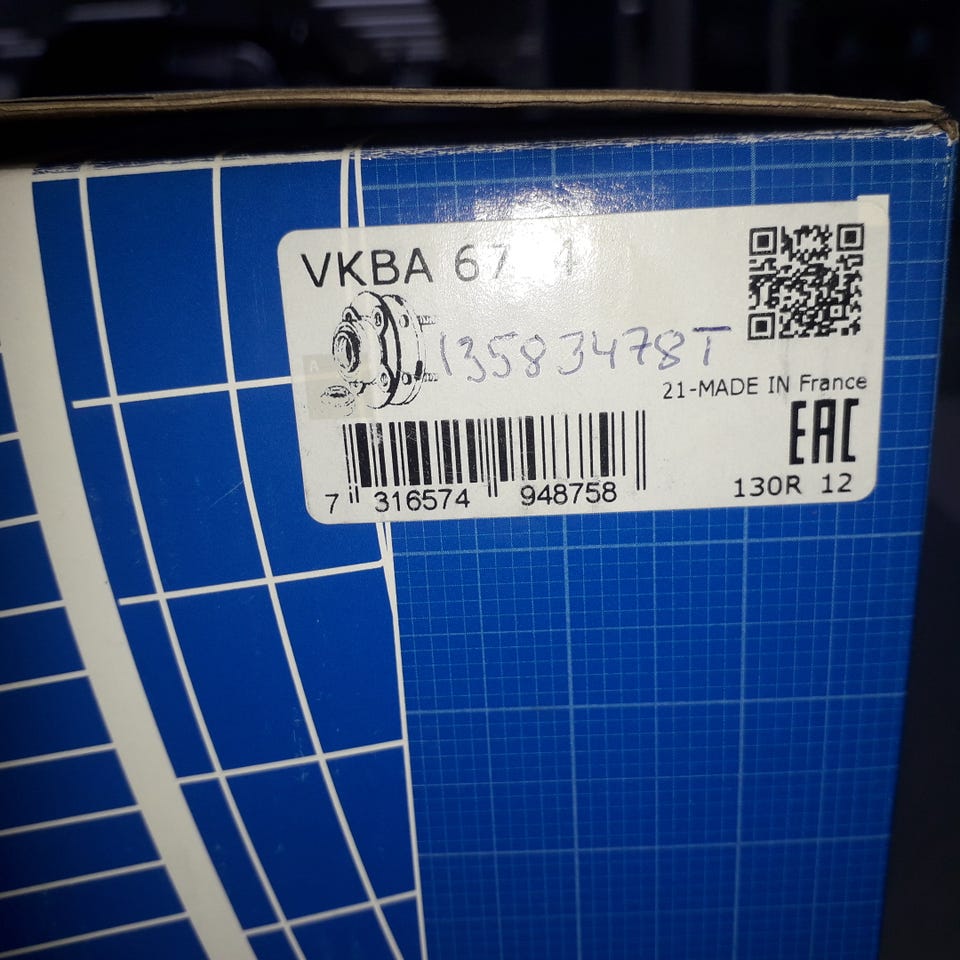 VKBA
13583478T
21-MADE IN France
EAC
7 316574 948758
130R 12